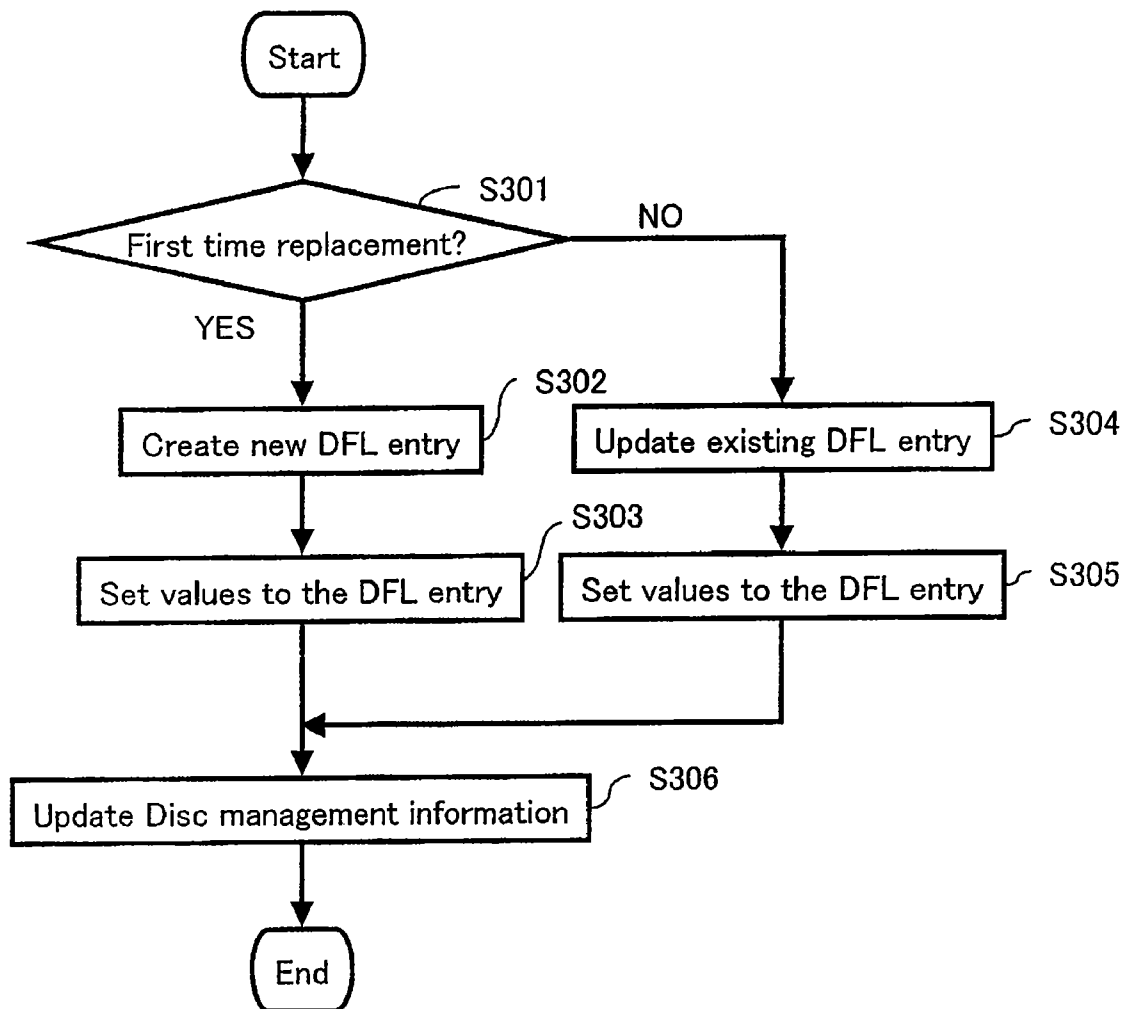 Start
S301
First time replacement?
NO
YES
S302
Create new DFL entry
S304
Update existing DFL entry
S303
Set values to the DFL entry
S305
Set values to the DFL entry
S306
Update Disc management information
End